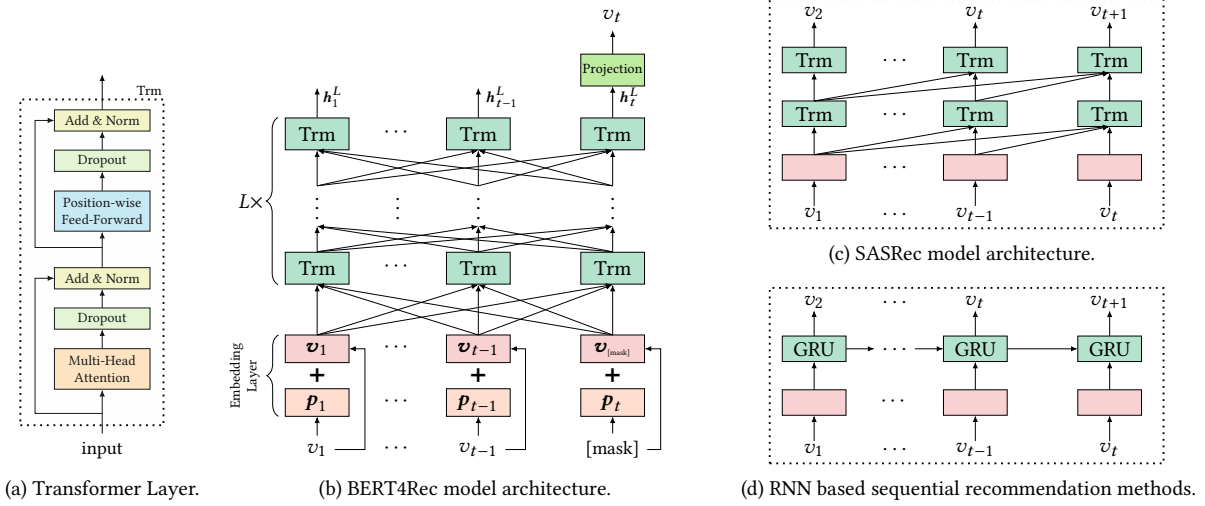 Trm
Add & Norm
Dropout
Position-wise
Feed-Forward
Add & Norm
Dropout
Multi-Head
Attention
input
(a) Transformer Layer.
v_t
Projection
h_1^L h_{t-1}^L h_t^L
Trm ... Trm Trm
L×
Trm ... Trm Trm
Embedding
Layer
v_1 ... v_{t-1} v_[mask]
+ + +
p_1 ... p_{t-1} p_t
v_1 ... v_{t-1} [mask]
(b) BERT4Rec model architecture.
v_2 v_t v_{t+1}
Trm ... Trm Trm
Trm ... Trm Trm
v_1 ... v_{t-1} v_t
(c) SASRec model architecture.
v_2 ... v_t v_{t+1}
GRU ... GRU GRU
v_1 ... v_{t-1} v_t
(d) RNN based sequential recommendation methods.